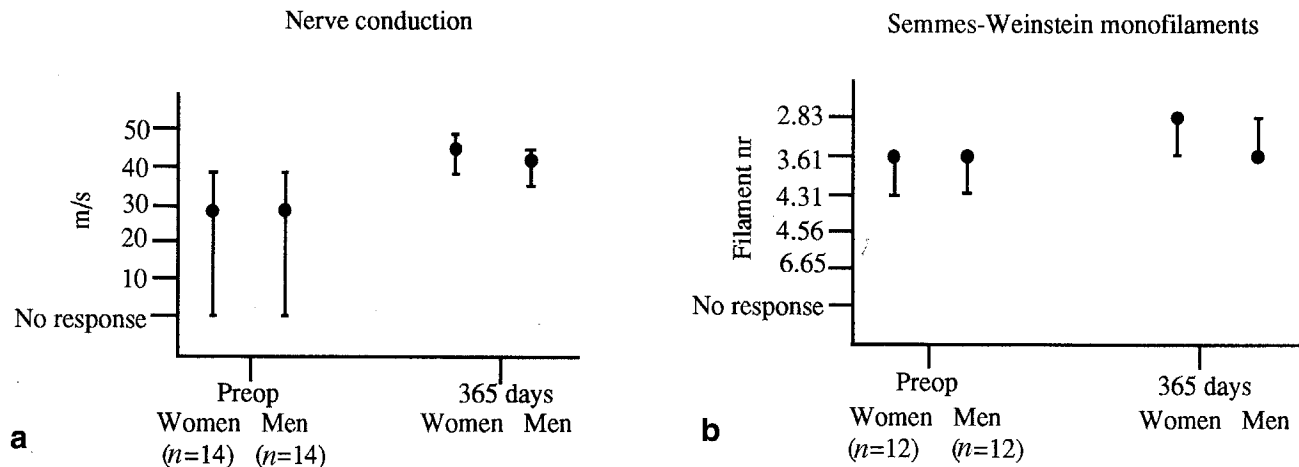 Nerve conduction
50
40
m/s
30
20
10
No response
Preop
365 days
Women Men
Women Men
(n=14) (n=14)
a
Semmes-Weinstein monofilaments
2.83
3.61
Filament nr
4.31
4.56
6.65
No response
Preop
365 days
Women Men
Women Men
(n=12) (n=12)
b